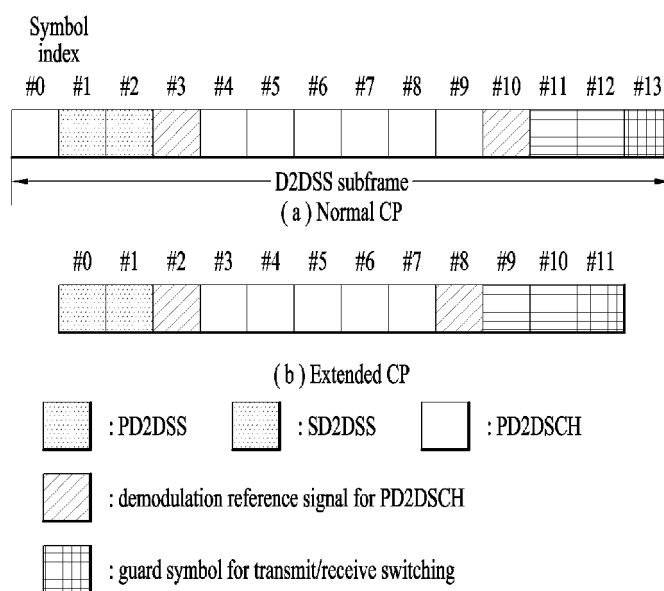 Symbol
index
#0 #1 #2 #3 #4 #5 #6 #7 #8 #9 #10 #11 #12 #13
D2DSS subframe
( a ) Normal CP
#0 #1 #2 #3 #4 #5 #6 #7 #8 #9 #10 #11
( b ) Extended CP
: PD2DSS : SD2DSS : PD2DSCH
: demodulation reference signal for PD2DSCH
: guard symbol for transmit/receive switching